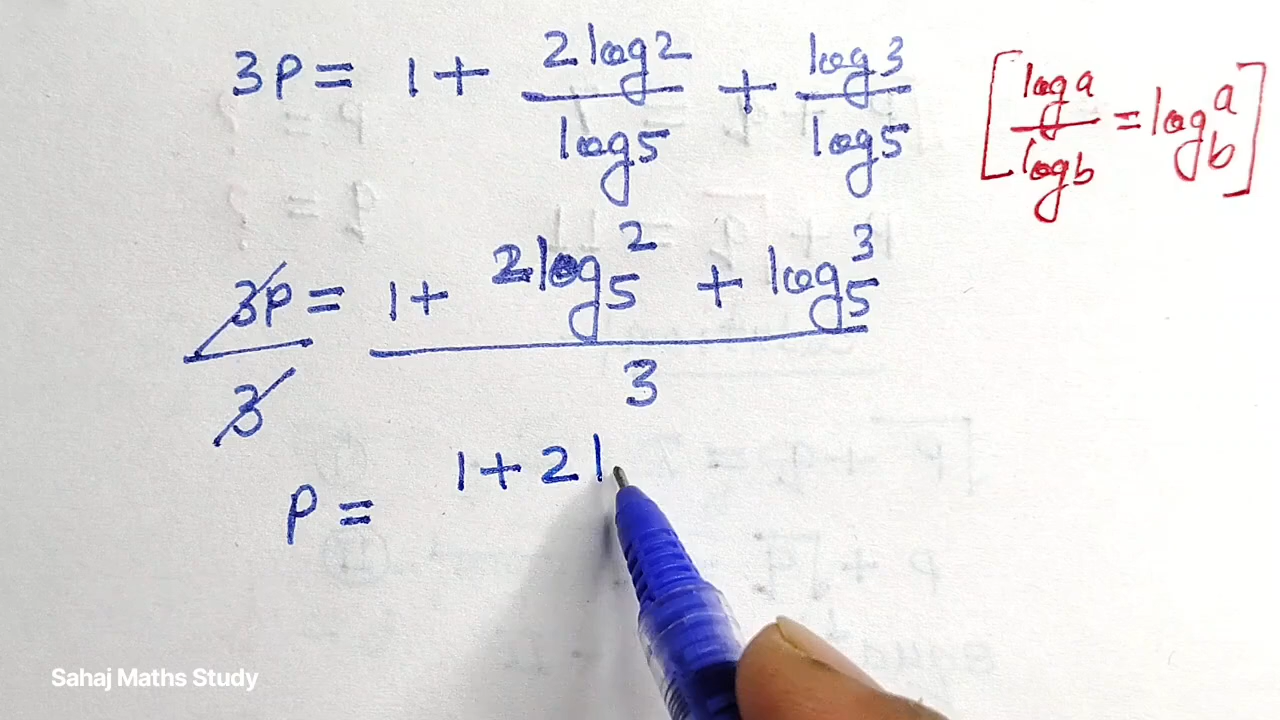 3P = 1 + 2log2/log5 + log3/log5 [loga/logb = log_b^a]
3P/3 = (1 + 2log_5^2 + log_5^3)/3
P = 1 + 2l
Sahaj Maths Study